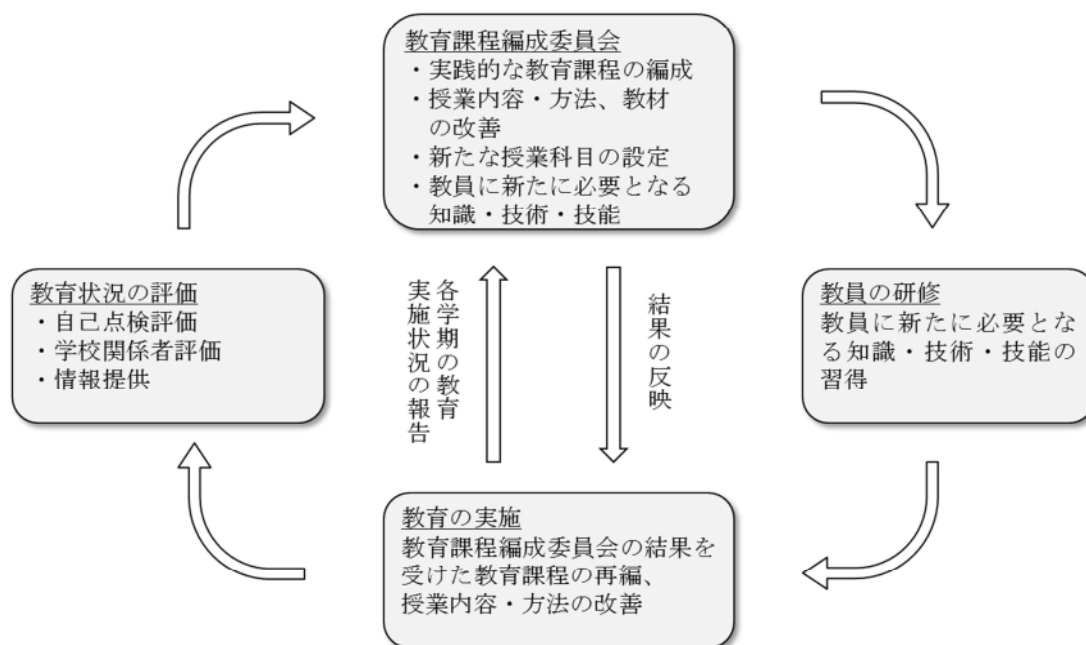 教育課程編成委員会
・実践的な教育課程の編成
・授業内容・方法、教材
の改善
・新たな授業科目の設定
・教員に新たに必要となる
知識・技術・技能
教育状況の評価
・自己点検評価
・学校関係者評価
・情報提供
各学期の教育
実施状況の報告
結果の反映
教員の研修
教員に新たに必要とな
る知識・技術・技能の
習得
教育の実施
教育課程編成委員会の結果を
受けた教育課程の再編、
授業内容・方法の改善